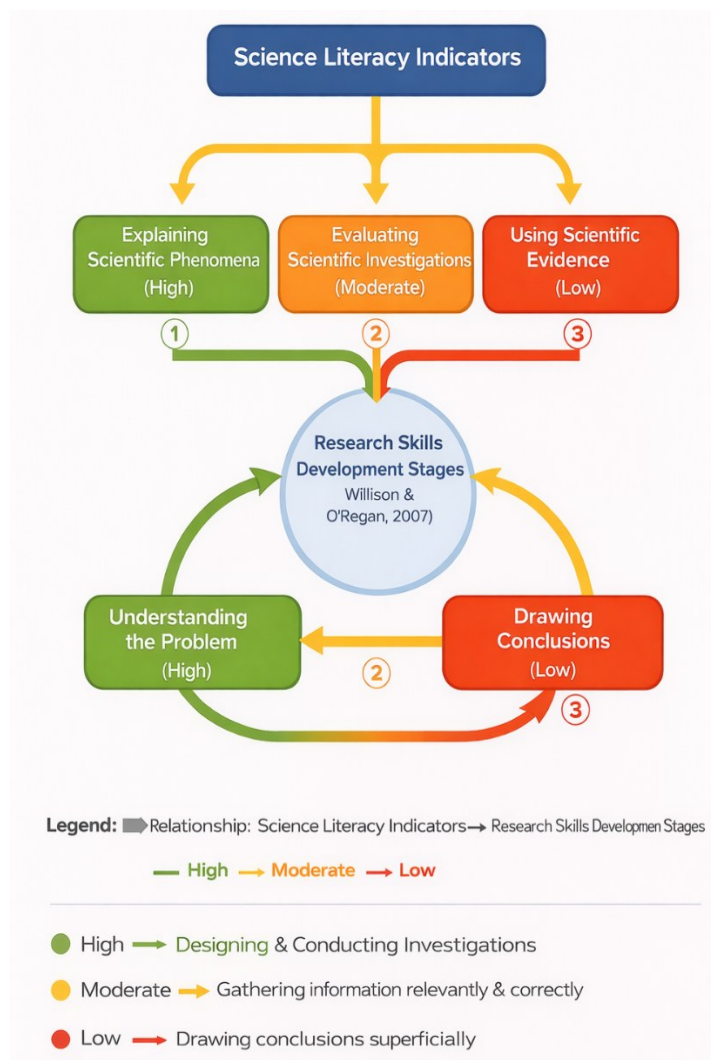 Science Literacy Indicators
Explaining
Scientific Phenomena
(High)
Evaluating
Scientific Investigations
(Moderate)
Using Scientific
Evidence
(Low)
1
2
3
Research Skills
Development Stages
Willison &
O'Regan, 2007)
Understanding
the Problem
(High)
Drawing
Conclusions
(Low)
2
3
Legend: Relationship: Science Literacy Indicators → Research Skills Developmen Stages
High → Moderate → Low
High → Designing & Conducting Investigations
Moderate → Gathering information relevantly & correctly
Low → Drawing conclusions superficially